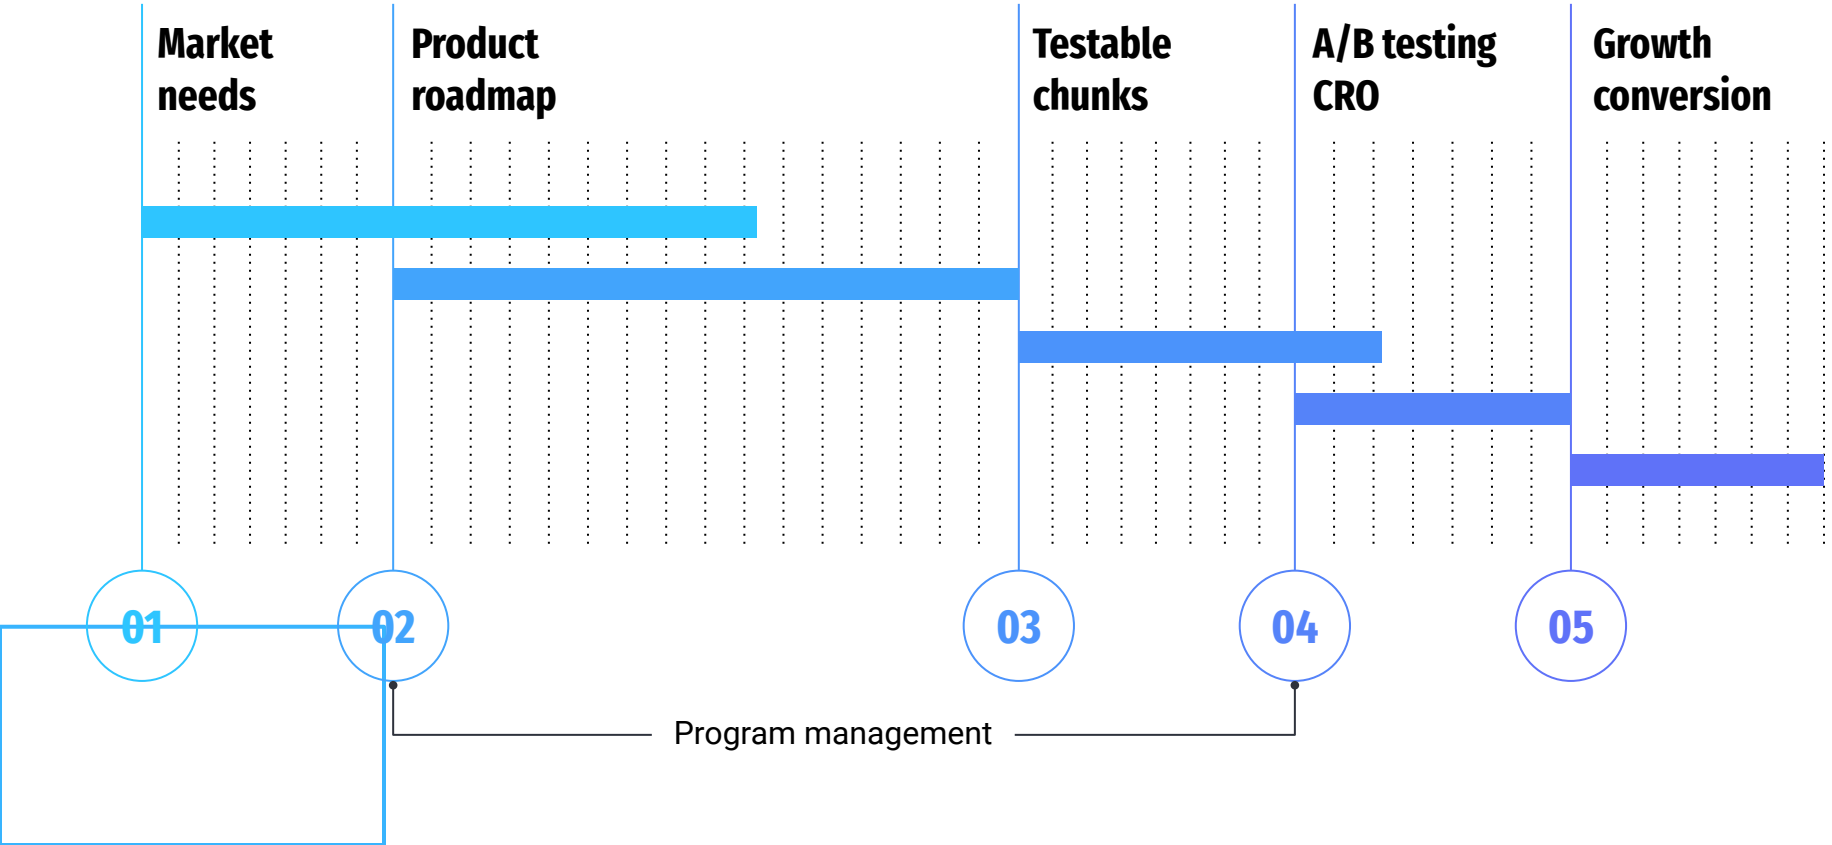 Market
needs
Product
roadmap
Testable
chunks
A/B testing
CRO
Growth
conversion
01
02
03
04
05
Program management